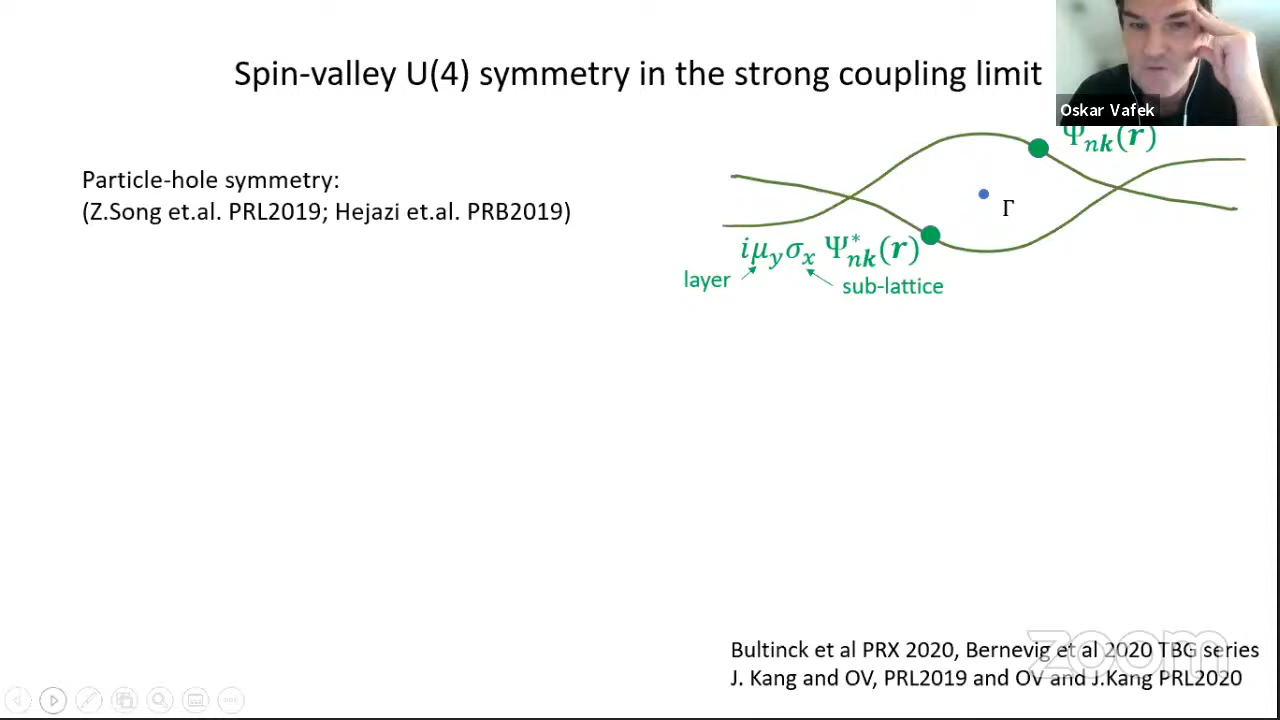 Spin-valley U(4) symmetry in the strong coupling limit
Oskar Vafek
Ψnk(r)
Particle-hole symmetry:
(Z.Song et.al. PRL2019; Hejazi et.al. PRB2019)
Γ
iμyσx Ψ*nk(r)
layer
sub-lattice
Bultinck et al PRX 2020, Bernevig et al 2020 TBG series
J. Kang and OV, PRL2019 and OV and J.Kang PRL2020
zoom